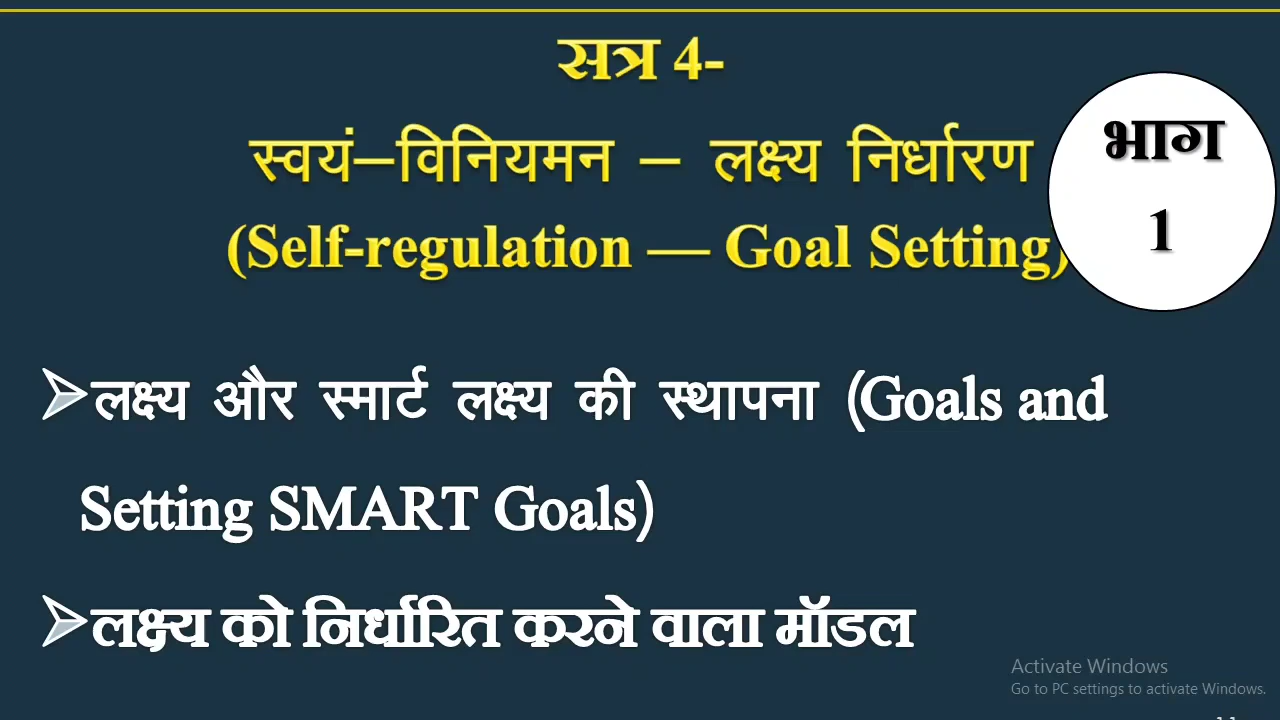 सत्र 4-
स्वयं–विनियमन – लक्ष्य निर्धारण
(Self-regulation — Goal Setting)
भाग
1
लक्ष्य और स्मार्ट लक्ष्य की स्थापना (Goals and
Setting SMART Goals)
लक्ष्य को निर्धारित करने वाला मॉडल
Activate Windows
Go to PC settings to activate Windows.